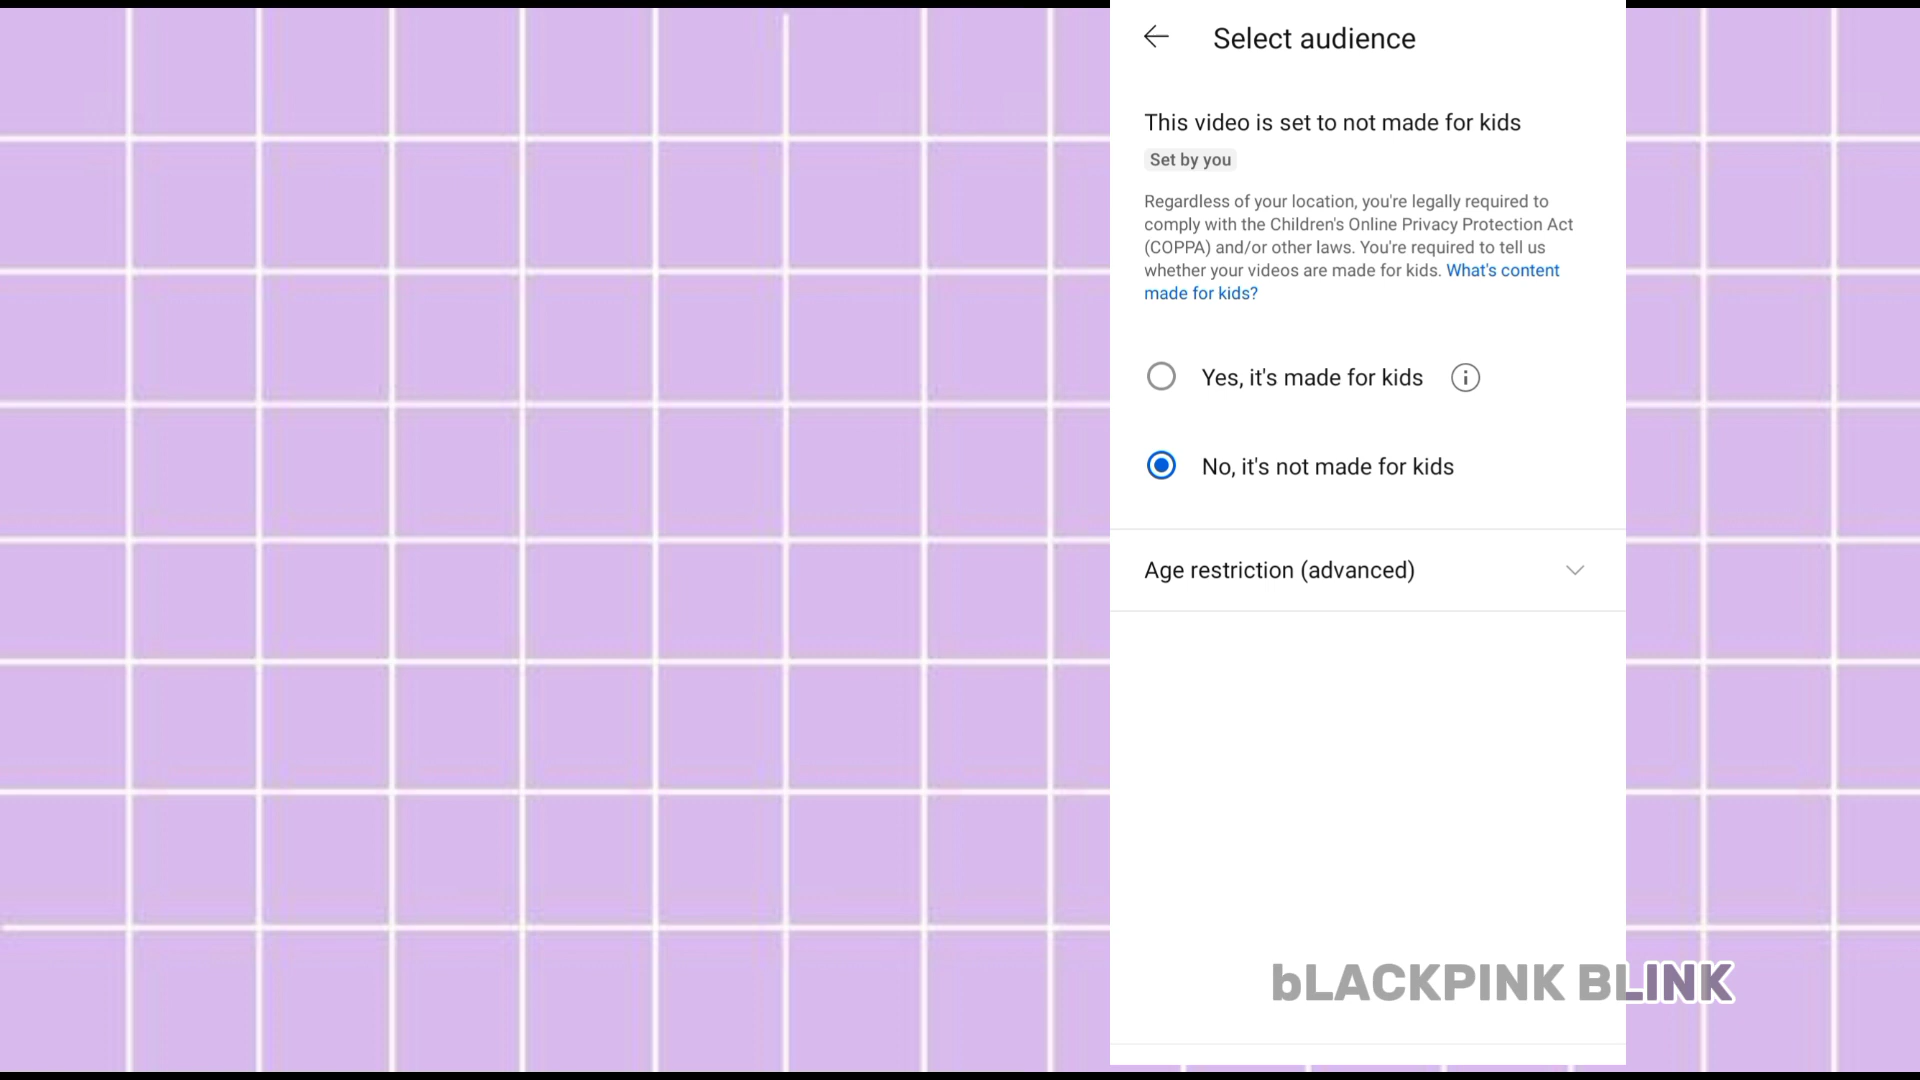 Select audience
This video is set to not made for kids
Set by you
Regardless of your location, you're legally required to
comply with the Children's Online Privacy Protection Act
(COPPA) and/or other laws. You're required to tell us
whether your videos are made for kids. What's content
made for kids?
Yes, it's made for kids
No, it's not made for kids
Age restriction (advanced)
bLACKPINK BLINK